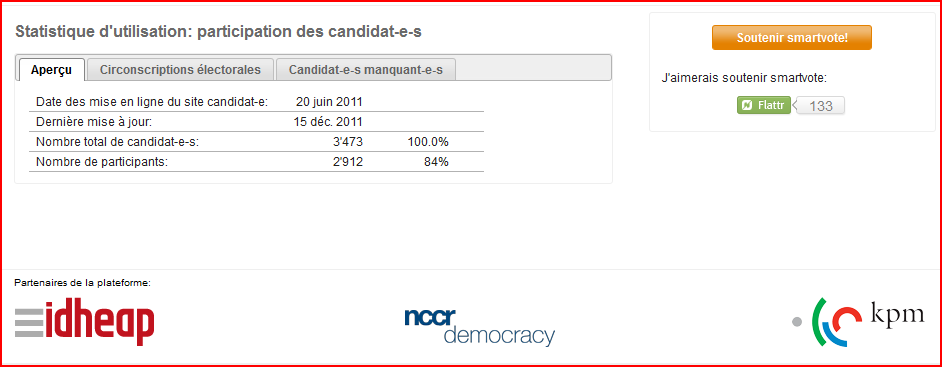 Statistique d'utilisation: participation des candidat-e-s
Aperçu Circonscriptions électorales Candidat-e-s manquant-e-s
Date des mise en ligne du site candidat-e: 20 juin 2011
Dernière mise à jour: 15 déc. 2011
Nombre total de candidat-e-s: 3'473 100.0%
Nombre de participants: 2'912 84%
Soutenir smartvote!
J'aimerais soutenir smartvote:
Flattr 133
Partenaires de la plateforme:
idheap
nccr
democracy
kpm